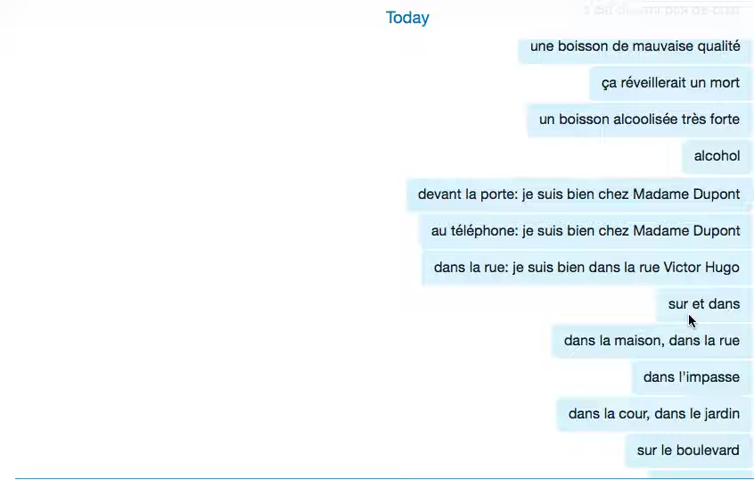 Today
une boisson de mauvaise qualité
ça réveillerait un mort
un boisson alcoolisée très forte
alcohol
devant la porte: je suis bien chez Madame Dupont
au téléphone: je suis bien chez Madame Dupont
dans la rue: je suis bien dans la rue Victor Hugo
sur et dans
dans la maison, dans la rue
dans l'impasse
dans la cour, dans le jardin
sur le boulevard